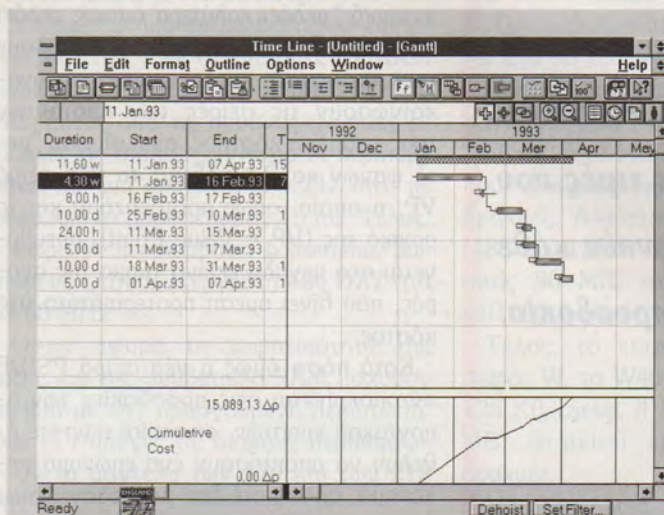 Time Line - (Untitled) - [Gantt]
File Edit Format Outline Options Window Help
11.Jan.93
Duration Start End T
1992 1993
Nov Dec Jan Feb Mar Apr May
11,60 w 11.Jan.93 07.Apr.93 15
4,30 w 11.Jan.93 16.Feb.93 7
8,00 h 16.Feb.93 17.Feb.93
10,00 d 25.Feb.93 10.Mar.93 1
24,00 h 11.Mar.93 15.Mar.93
5,00 d 11.Mar.93 17.Mar.93
10,00 d 18.Mar.93 31.Mar.93 1
5,00 d 01.Apr.93 07.Apr.93
15.083,13 Δρ
Cumulative
Cost
0,00 Δρ
Ready ENGLAND Dehoist Set Filter...